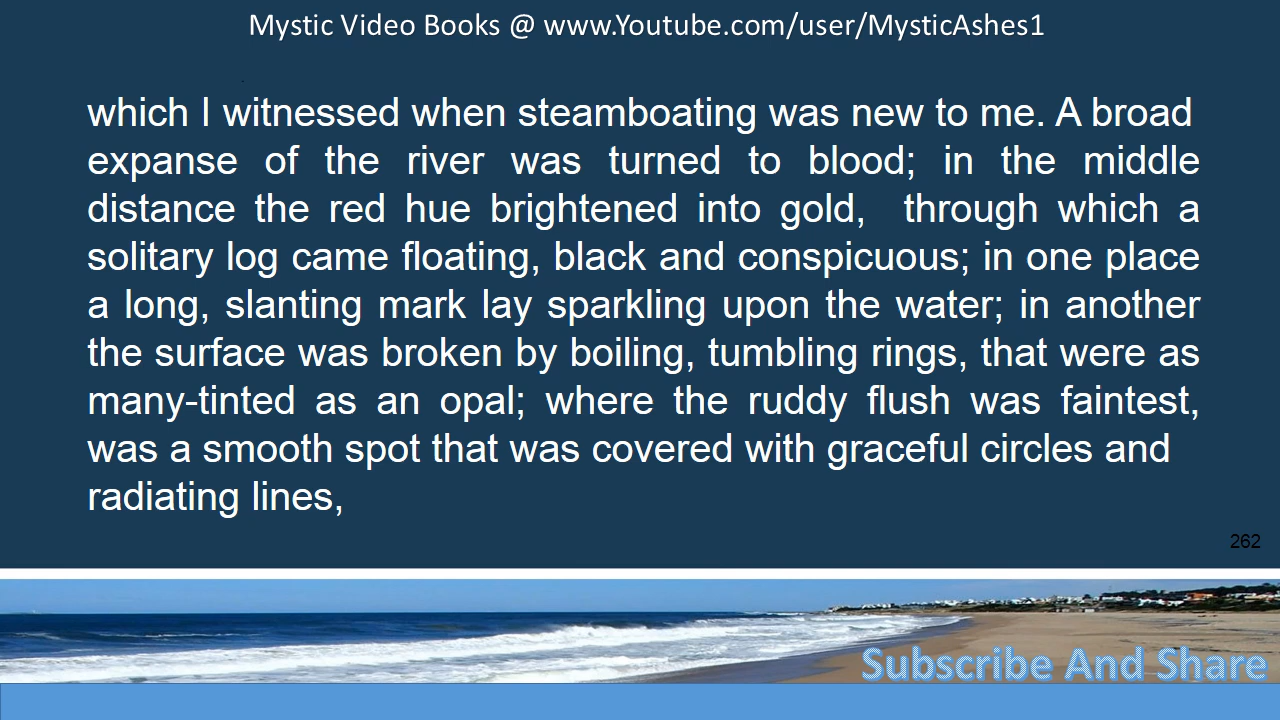 Mystic Video Books @ www.Youtube.com/user/MysticAshes1
which I witnessed when steamboating was new to me. A broad
expanse of the river was turned to blood; in the middle
distance the red hue brightened into gold, through which a
solitary log came floating, black and conspicuous; in one place
a long, slanting mark lay sparkling upon the water; in another
the surface was broken by boiling, tumbling rings, that were as
many-tinted as an opal; where the ruddy flush was faintest,
was a smooth spot that was covered with graceful circles and
radiating lines,
262
Subscribe And Share